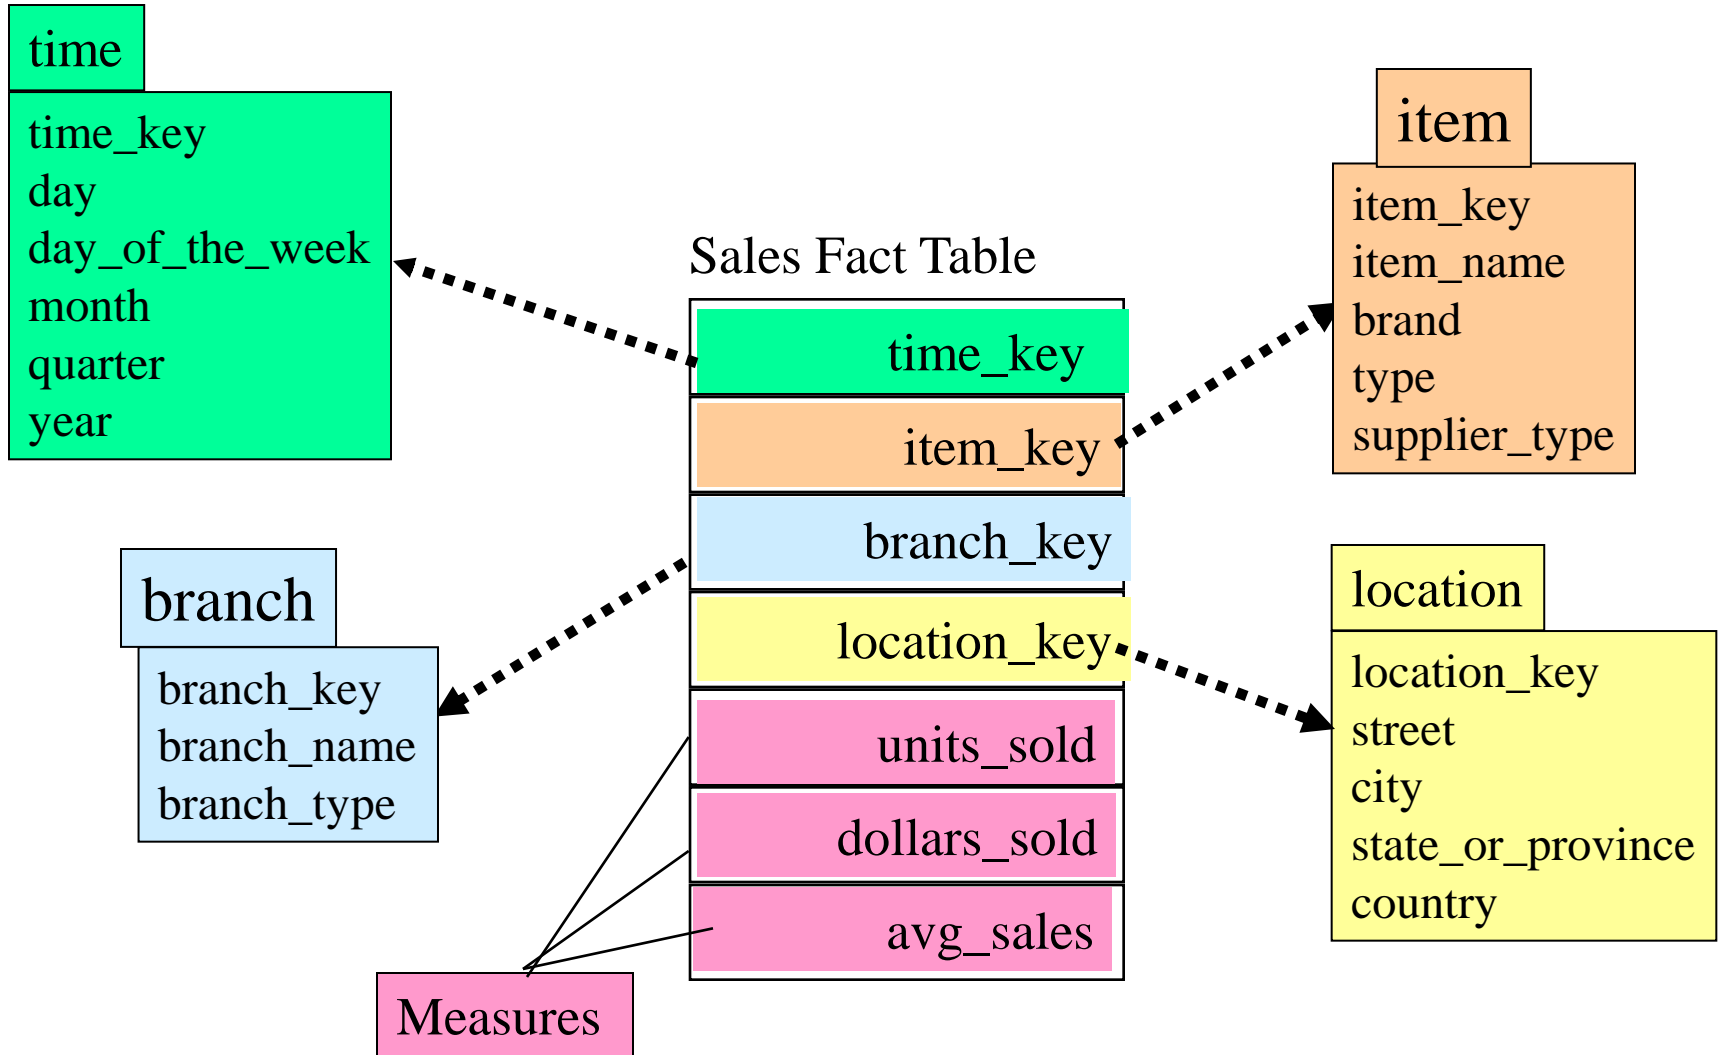 time
time_key
day
day_of_the_week
month
quarter
year
item
item_key
item_name
brand
type
supplier_type
Sales Fact Table
time_key
item_key
branch_key
location_key
units_sold
dollars_sold
avg_sales
branch
branch_key
branch_name
branch_type
location
location_key
street
city
state_or_province
country
Measures